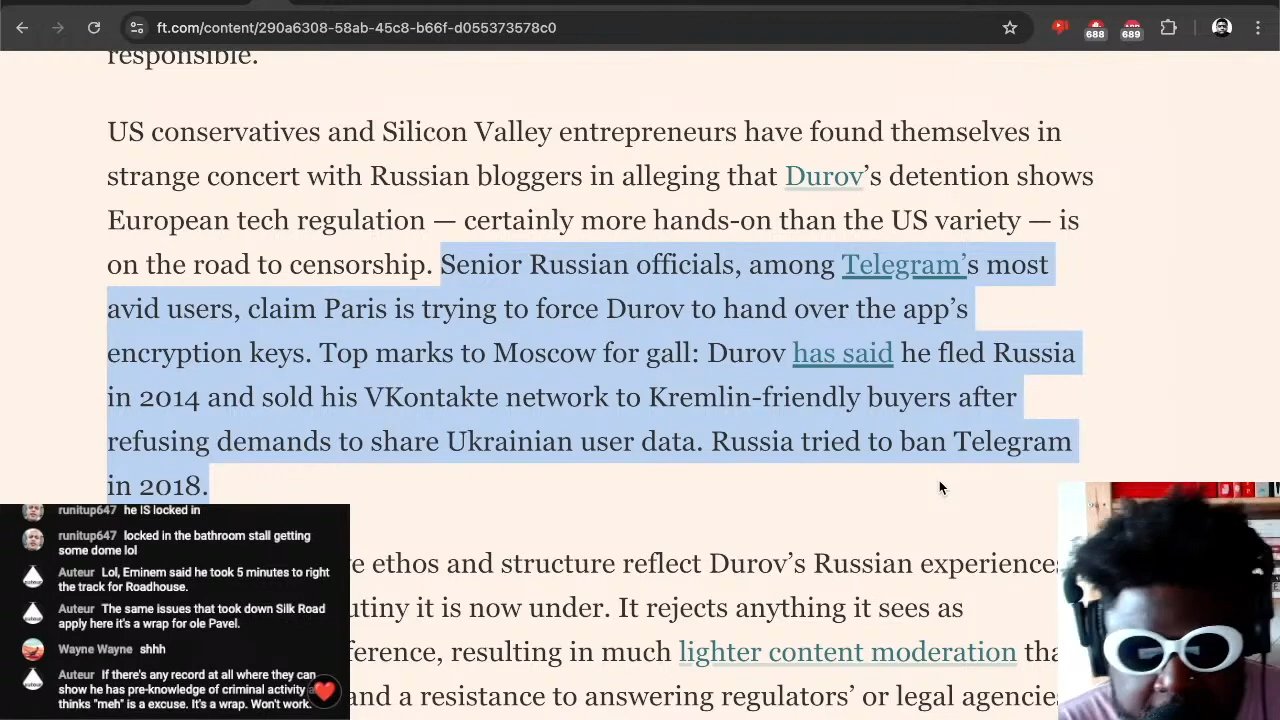 ft.com/content/290a6308-58ab-45c8-b66f-d055373578c0
688
689
responsible.
US conservatives and Silicon Valley entrepreneurs have found themselves in
strange concert with Russian bloggers in alleging that Durov's detention shows
European tech regulation — certainly more hands-on than the US variety — is
on the road to censorship. Senior Russian officials, among Telegram's most
avid users, claim Paris is trying to force Durov to hand over the app's
encryption keys. Top marks to Moscow for gall: Durov has said he fled Russia
in 2014 and sold his VKontakte network to Kremlin-friendly buyers after
refusing demands to share Ukrainian user data. Russia tried to ban Telegram
in 2018.
ethos and structure reflect Durov's Russian experiences
it is now under. It rejects anything it sees as
resulting in much lighter content moderation
and a resistance to answering regulators' or legal agencies
runitup647 he IS locked in
runitup647 locked in the bathroom stall getting
some dome lol
Auteur Lol, Eminem said he took 5 minutes to right
the track for Roadhouse.
Auteur The same issues that took down Silk Road
apply here it's a wrap for ole Pavel.
Wayne Wayne shhh
Auteur If there's any record at all where they can
show he has pre-knowledge of criminal activity
thinks "meh" is a excuse. It's a wrap. Won't work.